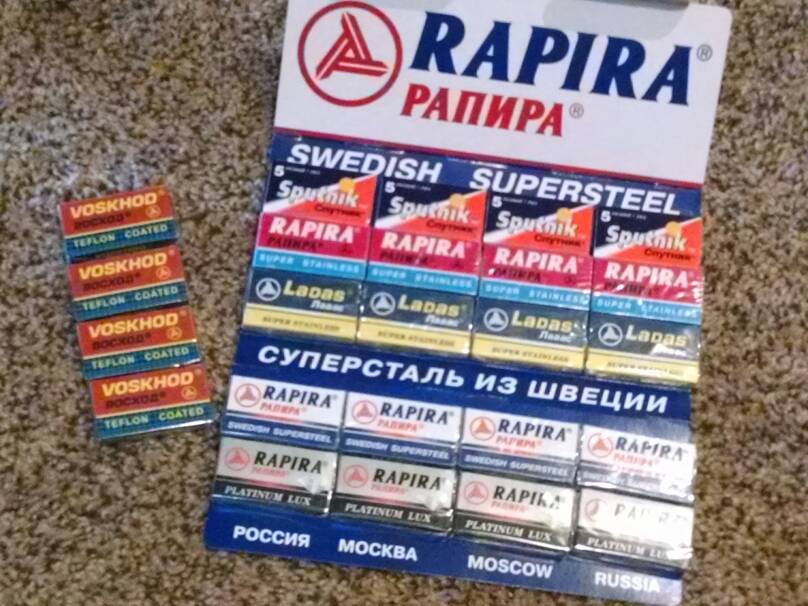 RAPIRA®
РАПИРА®
SWEDISH SUPERSTEEL
5 Sputnik Спутник
5 Sputnik Спутник
5 Sputnik Спутник
5 Sputnik Спутник
RAPIRA РАПИРА® SUPER STAINLESS
RAPIRA РАПИРА® SUPER STAINLESS
RAPIRA РАПИРА® SUPER STAINLESS
RAPIRA РАПИРА® SUPER STAINLESS
LADAS® Ладас SUPER STAINLESS
LADAS® Ладас SUPER STAINLESS
LADAS® Ладас SUPER STAINLESS
LADAS Ладас SUPER STAINLESS
СУПЕРСТАЛЬ ИЗ ШВЕЦИИ
RAPIRA® РАПИРА® SWEDISH SUPERSTEEL
RAPIRA® РАПИРА® SWEDISH SUPERSTEEL
RAPIRA® РАПИРА® SWEDISH SUPERSTEEL
RAPIRA® РАПИРА
RAPIRA® РАПИРА® PLATINUM LUX
RAPIRA® РАПИРА® PLATINUM LUX
RAPIRA РАПИРА® PLATINUM LUX
PLATINUM LUX
РОССИЯ МОСКВА MOSCOW RUSSIA
VOSKHOD®
ВОСХОД®
TEFLON COATED
VOSKHOD®
ВОСХОД®
TEFLON COATED
VOSKHOD®
ВОСХОД®
TEFLON COATED
VOSKHOD®
ВОСХОД®
TEFLON COATED